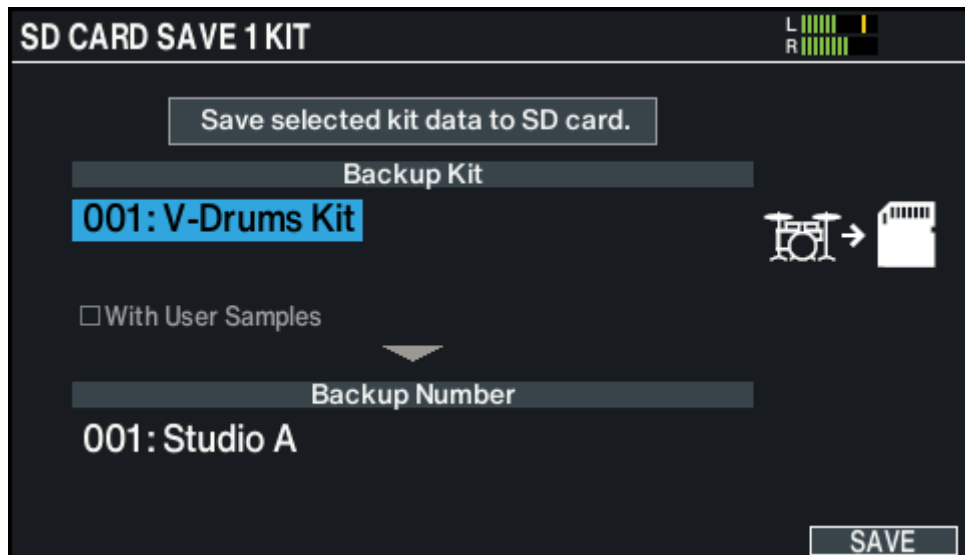 SD CARD SAVE 1 KIT
L
R
Save selected kit data to SD card.
Backup Kit
001: V-Drums Kit
With User Samples
Backup Number
001: Studio A
SAVE